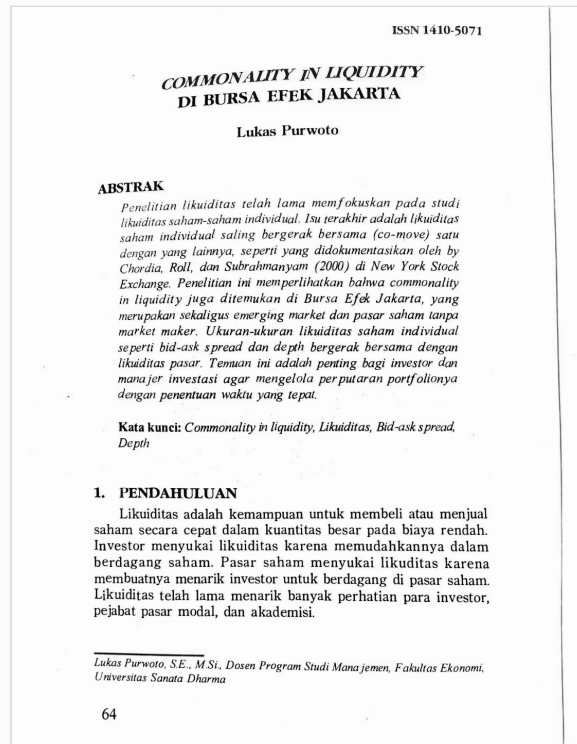 ISSN 1410-5071
COMMONALITY IN LIQUIDITY
DI BURSA EFEK JAKARTA
Lukas Purwoto
ABSTRAK
Penelitian likuiditas telah lama memfokuskan pada studi
likuiditas saham-saham individual. Isu terakhir adalah likuiditas
saham individual saling bergerak bersama (co-move) satu
dengan yang lainnya, seperti yang didokumentasikan oleh by
Chordia, Roll, dan Subrahmanyam (2000) di New York Stock
Exchange. Penelitian ini memperlihatkan bahwa commonality
in liquidity juga ditemukan di Bursa Efek Jakarta, yang
merupakan sekaligus emerging market dan pasar saham tanpa
market maker. Ukuran-ukuran likuiditas saham individual
seperti bid-ask spread dan depth bergerak bersama dengan
likuiditas pasar. Temuan ini adalah penting bagi investor dan
manajer investasi agar mengelola perputaran portfolionya
dengan penentuan waktu yang tepat.
Kata kunci: Commonality in liquidity, Likuiditas, Bid-ask spread,
Depth
1. PENDAHULUAN
Likuiditas adalah kemampuan untuk membeli atau menjual
saham secara cepat dalam kuantitas besar pada biaya rendah.
Investor menyukai likuiditas karena memudahkannya dalam
berdagang saham. Pasar saham menyukai likuditas karena
membuatnya menarik investor untuk berdagang di pasar saham.
Likuiditas telah lama menarik banyak perhatian para investor,
pejabat pasar modal, dan akademisi.
Lukas Purwoto, S.E., M.Si., Dosen Program Studi Manajemen, Fakultas Ekonomi,
Universitas Sanata Dharma
64